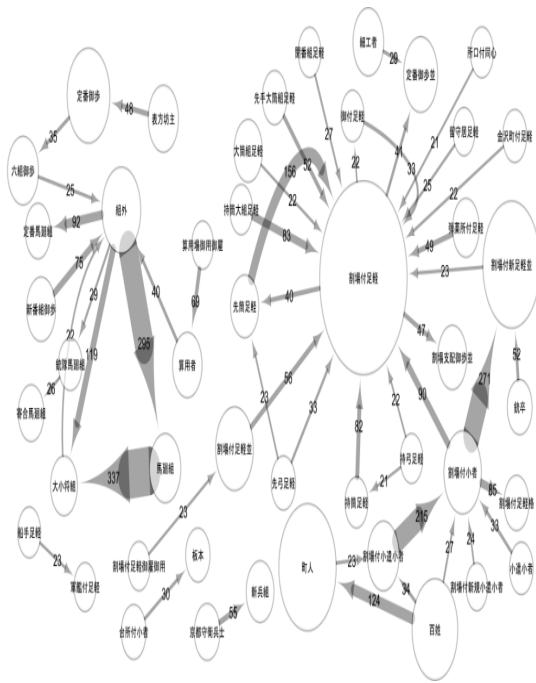 聞番組足軽
細工者
29
定番御歩並
所口付同心
定番御歩
先手大筒組足軽
48
表方坊主
御付足軽
27
41
21
留守居足軽
金沢町付足軽
35
大筒組足軽
156
52
22
33
六組御歩
25
22
25
22
組外
持筒大組足軽
定番馬廻組
92
83
49
弾薬所付足軽
算用場御用御雇
割場付新足軽並
75
割場付足軽
23
新番組御歩
29
40
69
先筒足軽
40
22
119
295
47
銃隊馬廻組
算用者
割場支配御歩並
52
26
56
90
271
寄合馬廻組
23
33
22
銃卒
割場付足軽並
82
持弓足軽
大小将組
337
馬廻組
先弓足軽
21
割場付小者
85
割場付足軽格
持筒足軽
船手足軽
23
215
33
23
板本
町人
23
割場付小遣小者
27
24
軍艦付足軽
割場付足軽御雇御用
新兵組
34
割場付新規小遣小者
小遣小者
30
124
台所付小者
京都守衛兵士
55
百姓